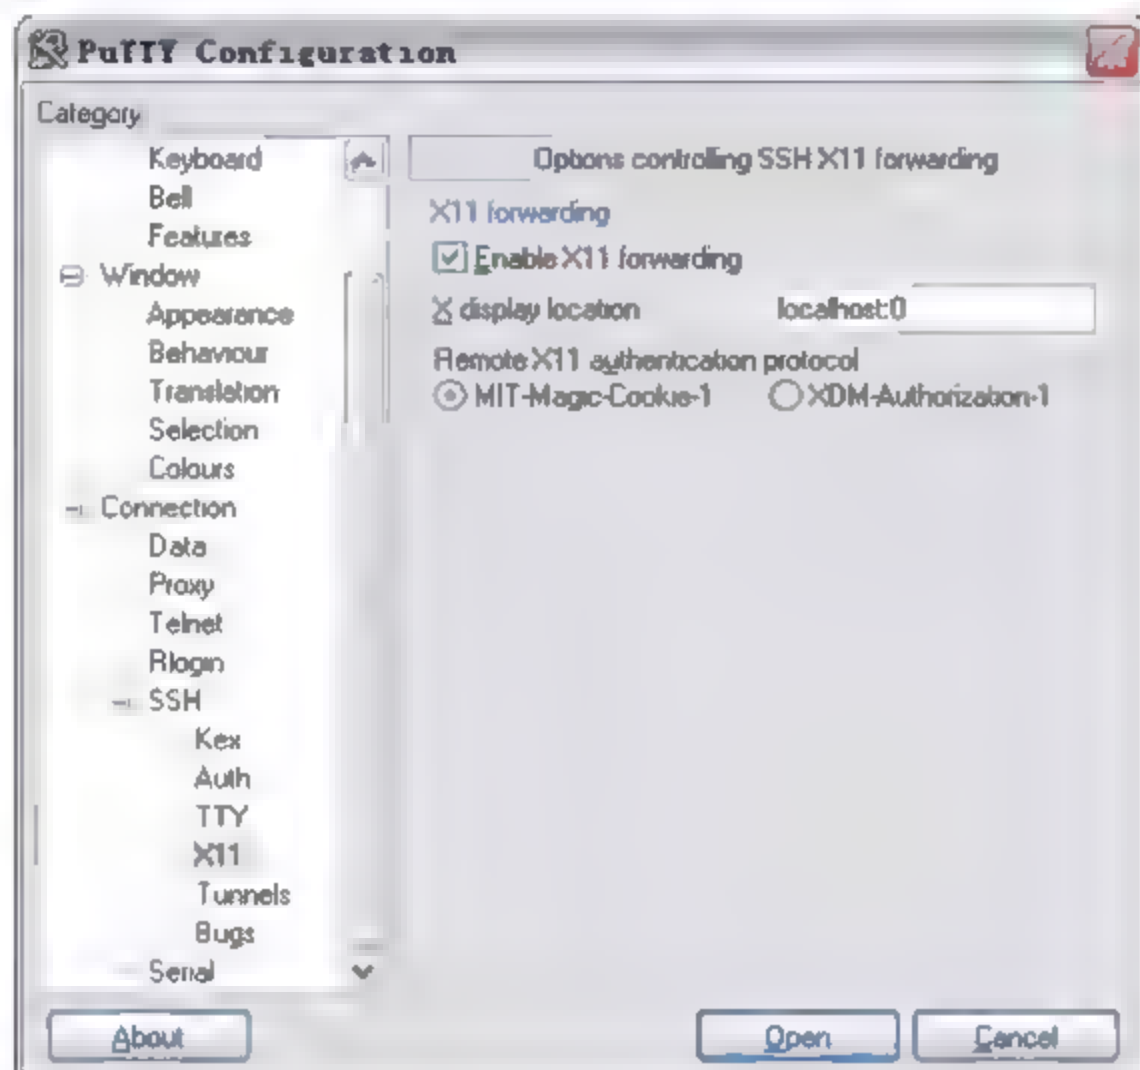 PuTTY Configuration
Category
Keyboard
Bell
Features
Window
Appearance
Behaviour
Translation
Selection
Colours
Connection
Data
Proxy
Telnet
Rlogin
SSH
Kex
Auth
TTY
X11
Tunnels
Bugs
Serial
Options controlling SSH X11 forwarding
X11 forwarding
Enable X11 forwarding
X display location localhost:0
Remote X11 authentication protocol
MIT-Magic-Cookie-1 XDM-Authorization-1
About Open Cancel